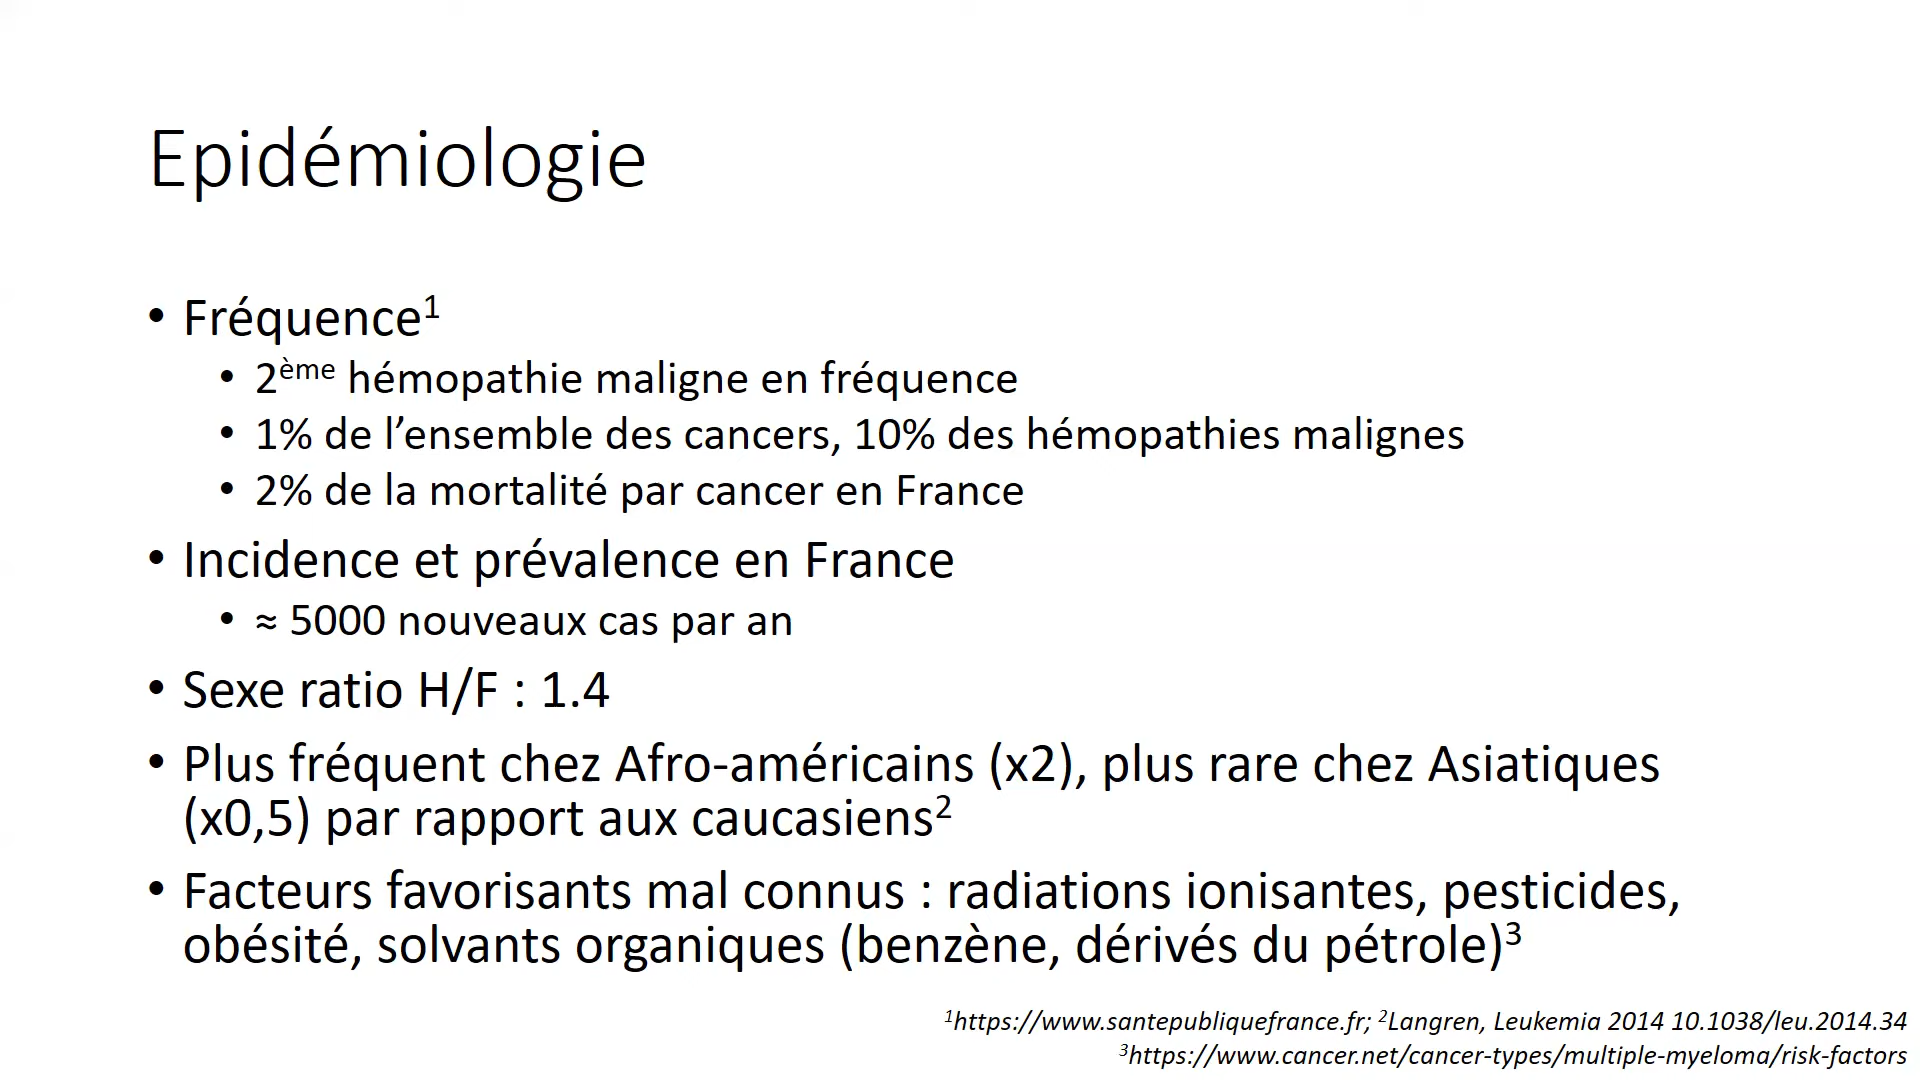 Epidémiologie
• Fréquence¹
• 2ème hémopathie maligne en fréquence
• 1% de l’ensemble des cancers, 10% des hémopathies malignes
• 2% de la mortalité par cancer en France
• Incidence et prévalence en France
• ≈ 5000 nouveaux cas par an
• Sexe ratio H/F : 1.4
• Plus fréquent chez Afro-américains (x2), plus rare chez Asiatiques
(x0,5) par rapport aux caucasiens²
• Facteurs favorisants mal connus : radiations ionisantes, pesticides,
obésité, solvants organiques (benzène, dérivés du pétrole)³
¹https://www.santepubliquefrance.fr; ²Langren, Leukemia 2014 10.1038/leu.2014.34
³https://www.cancer.net/cancer-types/multiple-myeloma/risk-factors